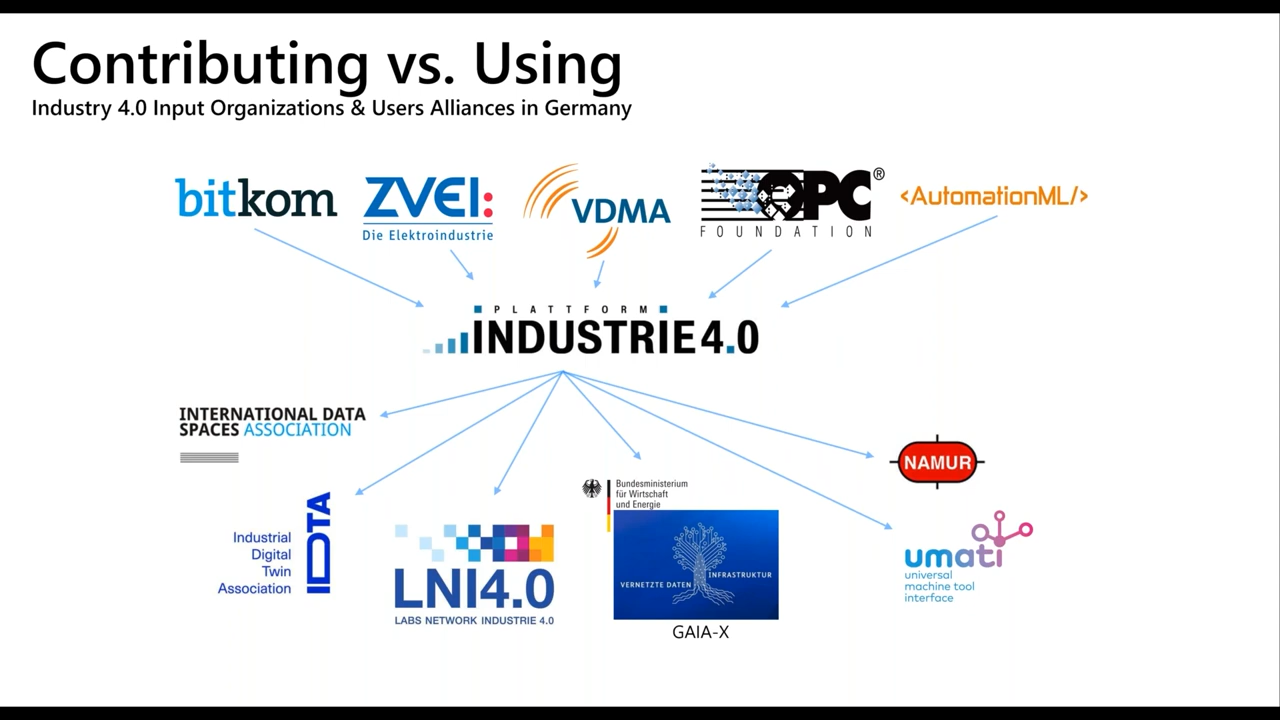 Contributing vs. Using
Industry 4.0 Input Organizations & Users Alliances in Germany
bitkom
ZVEI:
Die Elektroindustrie
VDMA
OPC®
FOUNDATION
<AutomationML/>
PLATTFORM
INDUSTRIE4.0
INTERNATIONAL DATA
SPACES ASSOCIATION
Industrial
Digital
Twin
Association
IDTA
LNI4.0
LABS NETWORK INDUSTRIE 4.0
Bundesministerium
für Wirtschaft
und Energie
VERNETZTE DATEN INFRASTRUKTUR
GAIA-X
NAMUR
umati
universal
machine tool
interface